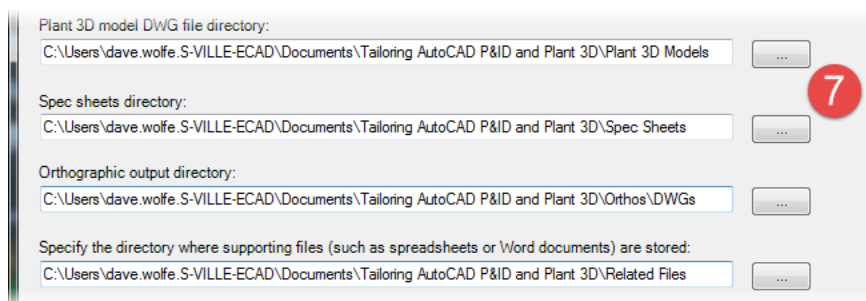 Plant 3D model DWG file directory:
C:\Users\dave.wolfe.S-VILLE-ECAD\Documents\Tailoring AutoCAD P&ID and Plant 3D\Plant 3D Models
...
7
Spec sheets directory:
C:\Users\dave.wolfe.S-VILLE-ECAD\Documents\Tailoring AutoCAD P&ID and Plant 3D\Spec Sheets
...
Orthographic output directory:
C:\Users\dave.wolfe.S-VILLE-ECAD\Documents\Tailoring AutoCAD P&ID and Plant 3D\Orthos\DWGs
...
Specify the directory where supporting files (such as spreadsheets or Word documents) are stored:
C:\Users\dave.wolfe.S-VILLE-ECAD\Documents\Tailoring AutoCAD P&ID and Plant 3D\Related Files
...